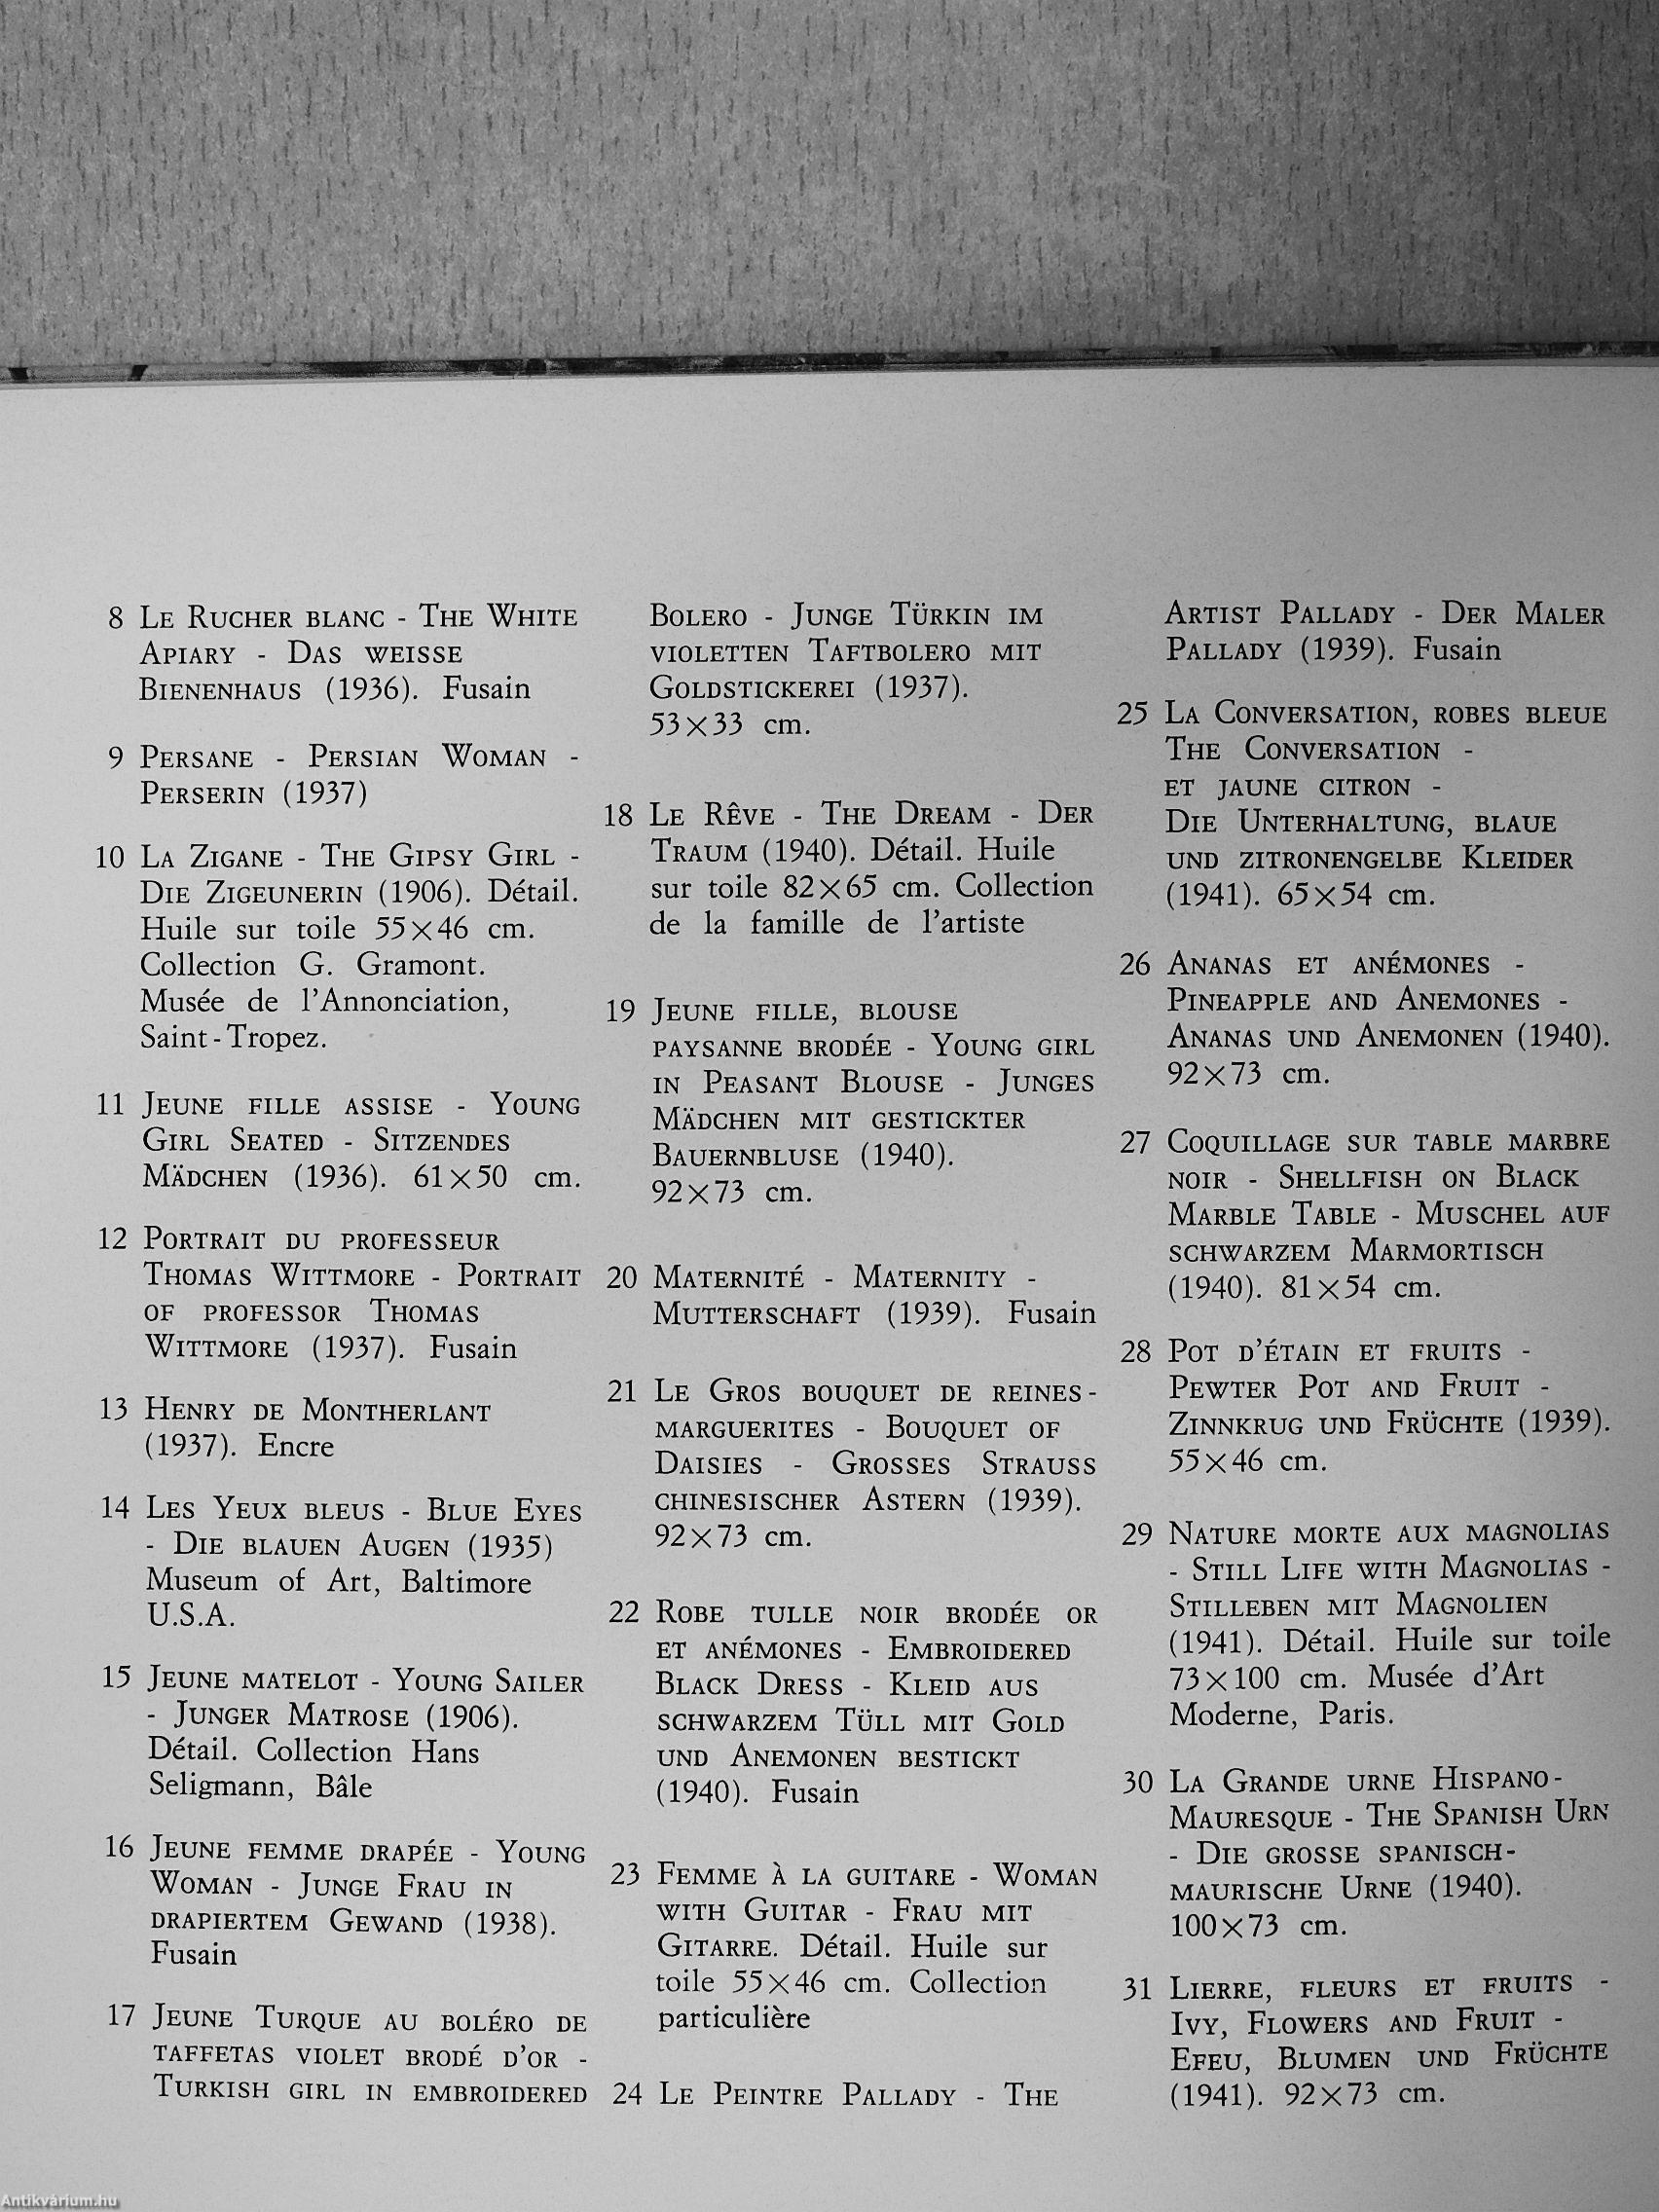 8 Le Rucher blanc - The White
Apiary - Das weisse
Bienenhaus (1936). Fusain
9 Persane - Persian Woman -
Perserin (1937)
10 La Zigane - The Gipsy Girl -
Die Zigeunerin (1906). Détail.
Huile sur toile 55×46 cm.
Collection G. Gramont.
Musée de l'Annonciation,
Saint-Tropez.
11 Jeune fille assise - Young
Girl Seated - Sitzendes
Mädchen (1936). 61×50 cm.
12 Portrait du professeur
Thomas Wittmore - Portrait
of professor Thomas
Wittmore (1937). Fusain
13 Henry de Montherlant
(1937). Encre
14 Les Yeux bleus - Blue Eyes
- Die blauen Augen (1935)
Museum of Art, Baltimore
U.S.A.
15 Jeune matelot - Young Sailer
- Junger Matrose (1906).
Détail. Collection Hans
Seligmann, Bâle
16 Jeune femme drapée - Young
Woman - Junge Frau in
drapiertem Gewand (1938).
Fusain
17 Jeune Turque au boléro de
taffetas violet brodé d'or -
Turkish girl in embroidered
Bolero - Junge Türkin im
violetten Taftbolero mit
Goldstickerei (1937).
53×33 cm.
18 Le Rêve - The Dream - Der
Traum (1940). Détail. Huile
sur toile 82×65 cm. Collection
de la famille de l'artiste
19 Jeune fille, blouse
paysanne brodée - Young girl
in Peasant Blouse - Junges
Mädchen mit gestickter
Bauernbluse (1940).
92×73 cm.
20 Maternité - Maternity -
Mutterschaft (1939). Fusain
21 Le Gros bouquet de reines-
marguerites - Bouquet of
Daisies - Grosses Strauss
chinesischer Astern (1939).
92×73 cm.
22 Robe tulle noir brodée or
et anémones - Embroidered
Black Dress - Kleid aus
schwarzem Tüll mit Gold
und Anemonen bestickt
(1940). Fusain
23 Femme à la guitare - Woman
with Guitar - Frau mit
Gitarre. Détail. Huile sur
toile 55×46 cm. Collection
particulière
24 Le Peintre Pallady - The
Artist Pallady - Der Maler
Pallady (1939). Fusain
25 La Conversation, robes bleue
The Conversation -
et jaune citron -
Die Unterhaltung, blaue
und zitronengelbe Kleider
(1941). 65×54 cm.
26 Ananas et anémones -
Pineapple and Anemones -
Ananas und Anemonen (1940).
92×73 cm.
27 Coquillage sur table marbre
noir - Shellfish on Black
Marble Table - Muschel auf
schwarzem Marmortisch
(1940). 81×54 cm.
28 Pot d'étain et fruits -
Pewter Pot and Fruit -
Zinnkrug und Früchte (1939).
55×46 cm.
29 Nature morte aux magnolias
- Still Life with Magnolias -
Stilleben mit Magnolien
(1941). Détail. Huile sur toile
73×100 cm. Musée d'Art
Moderne, Paris.
30 La Grande urne Hispano-
Mauresque - The Spanish Urn
- Die grosse spanisch-
maurische Urne (1940).
100×73 cm.
31 Lierre, fleurs et fruits -
Ivy, Flowers and Fruit -
Efeu, Blumen und Früchte
(1941). 92×73 cm.
Antikvárium.hu